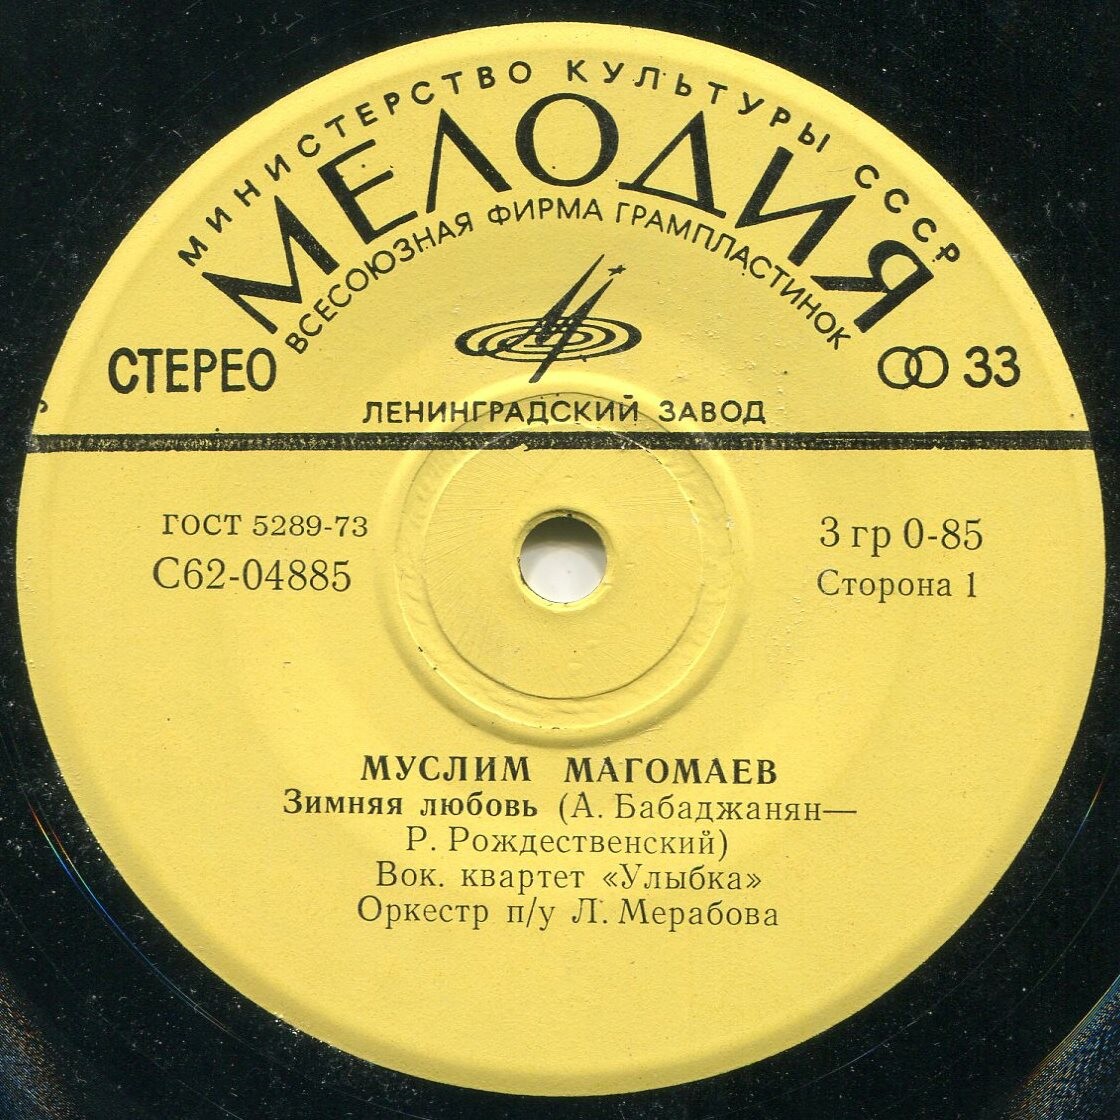 МИНИСТЕРСТВО КУЛЬТУРЫ СССР
МЕЛОДИЯ
ВСЕСОЮЗНАЯ ФИРМА ГРАМПЛАСТИНОК
СТЕРЕО
33
ЛЕНИНГРАДСКИЙ ЗАВОД
ГОСТ 5289-73
3 гр 0-85
С62-04885
Сторона 1
МУСЛИМ МАГОМАЕВ
Зимняя любовь (А. Бабаджанян—
Р. Рождественский)
Вок. квартет «Улыбка»
Оркестр п/у Л. Мерабова